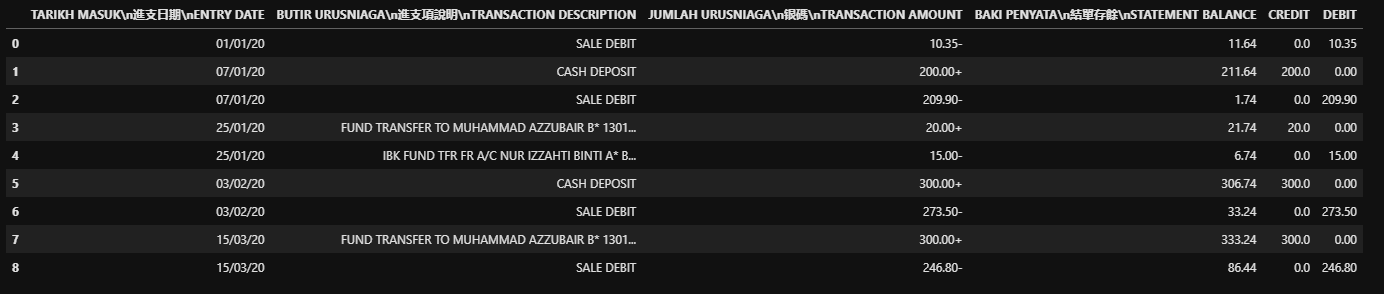 TARIKH MASUK\n進支日期\nENTRY DATE BUTIR URUSNIAGA\n進支項說明\nTRANSACTION DESCRIPTION JUMLAH URUSNIAGA\n银碼\nTRANSACTION AMOUNT BAKI PENYATA\n結單存餘\nSTATEMENT BALANCE CREDIT DEBIT
0 01/01/20 SALE DEBIT 10.35- 11.64 0.0 10.35
1 07/01/20 CASH DEPOSIT 200.00+ 211.64 200.0 0.00
2 07/01/20 SALE DEBIT 209.90- 1.74 0.0 209.90
3 25/01/20 FUND TRANSFER TO MUHAMMAD AZZUBAIR B* 1301... 20.00+ 21.74 20.0 0.00
4 25/01/20 IBK FUND TFR FR A/C NUR IZZAHTI BINTI A* B... 15.00- 6.74 0.0 15.00
5 03/02/20 CASH DEPOSIT 300.00+ 306.74 300.0 0.00
6 03/02/20 SALE DEBIT 273.50- 33.24 0.0 273.50
7 15/03/20 FUND TRANSFER TO MUHAMMAD AZZUBAIR B* 1301... 300.00+ 333.24 300.0 0.00
8 15/03/20 SALE DEBIT 246.80- 86.44 0.0 246.80